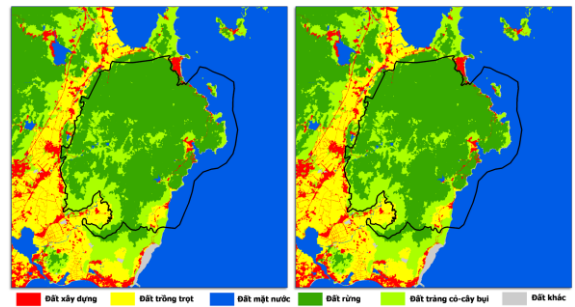 Đất xây dựng Đất trồng trọt Đất mặt nước Đất rừng Đất trảng cỏ-cây bụi Đất khác